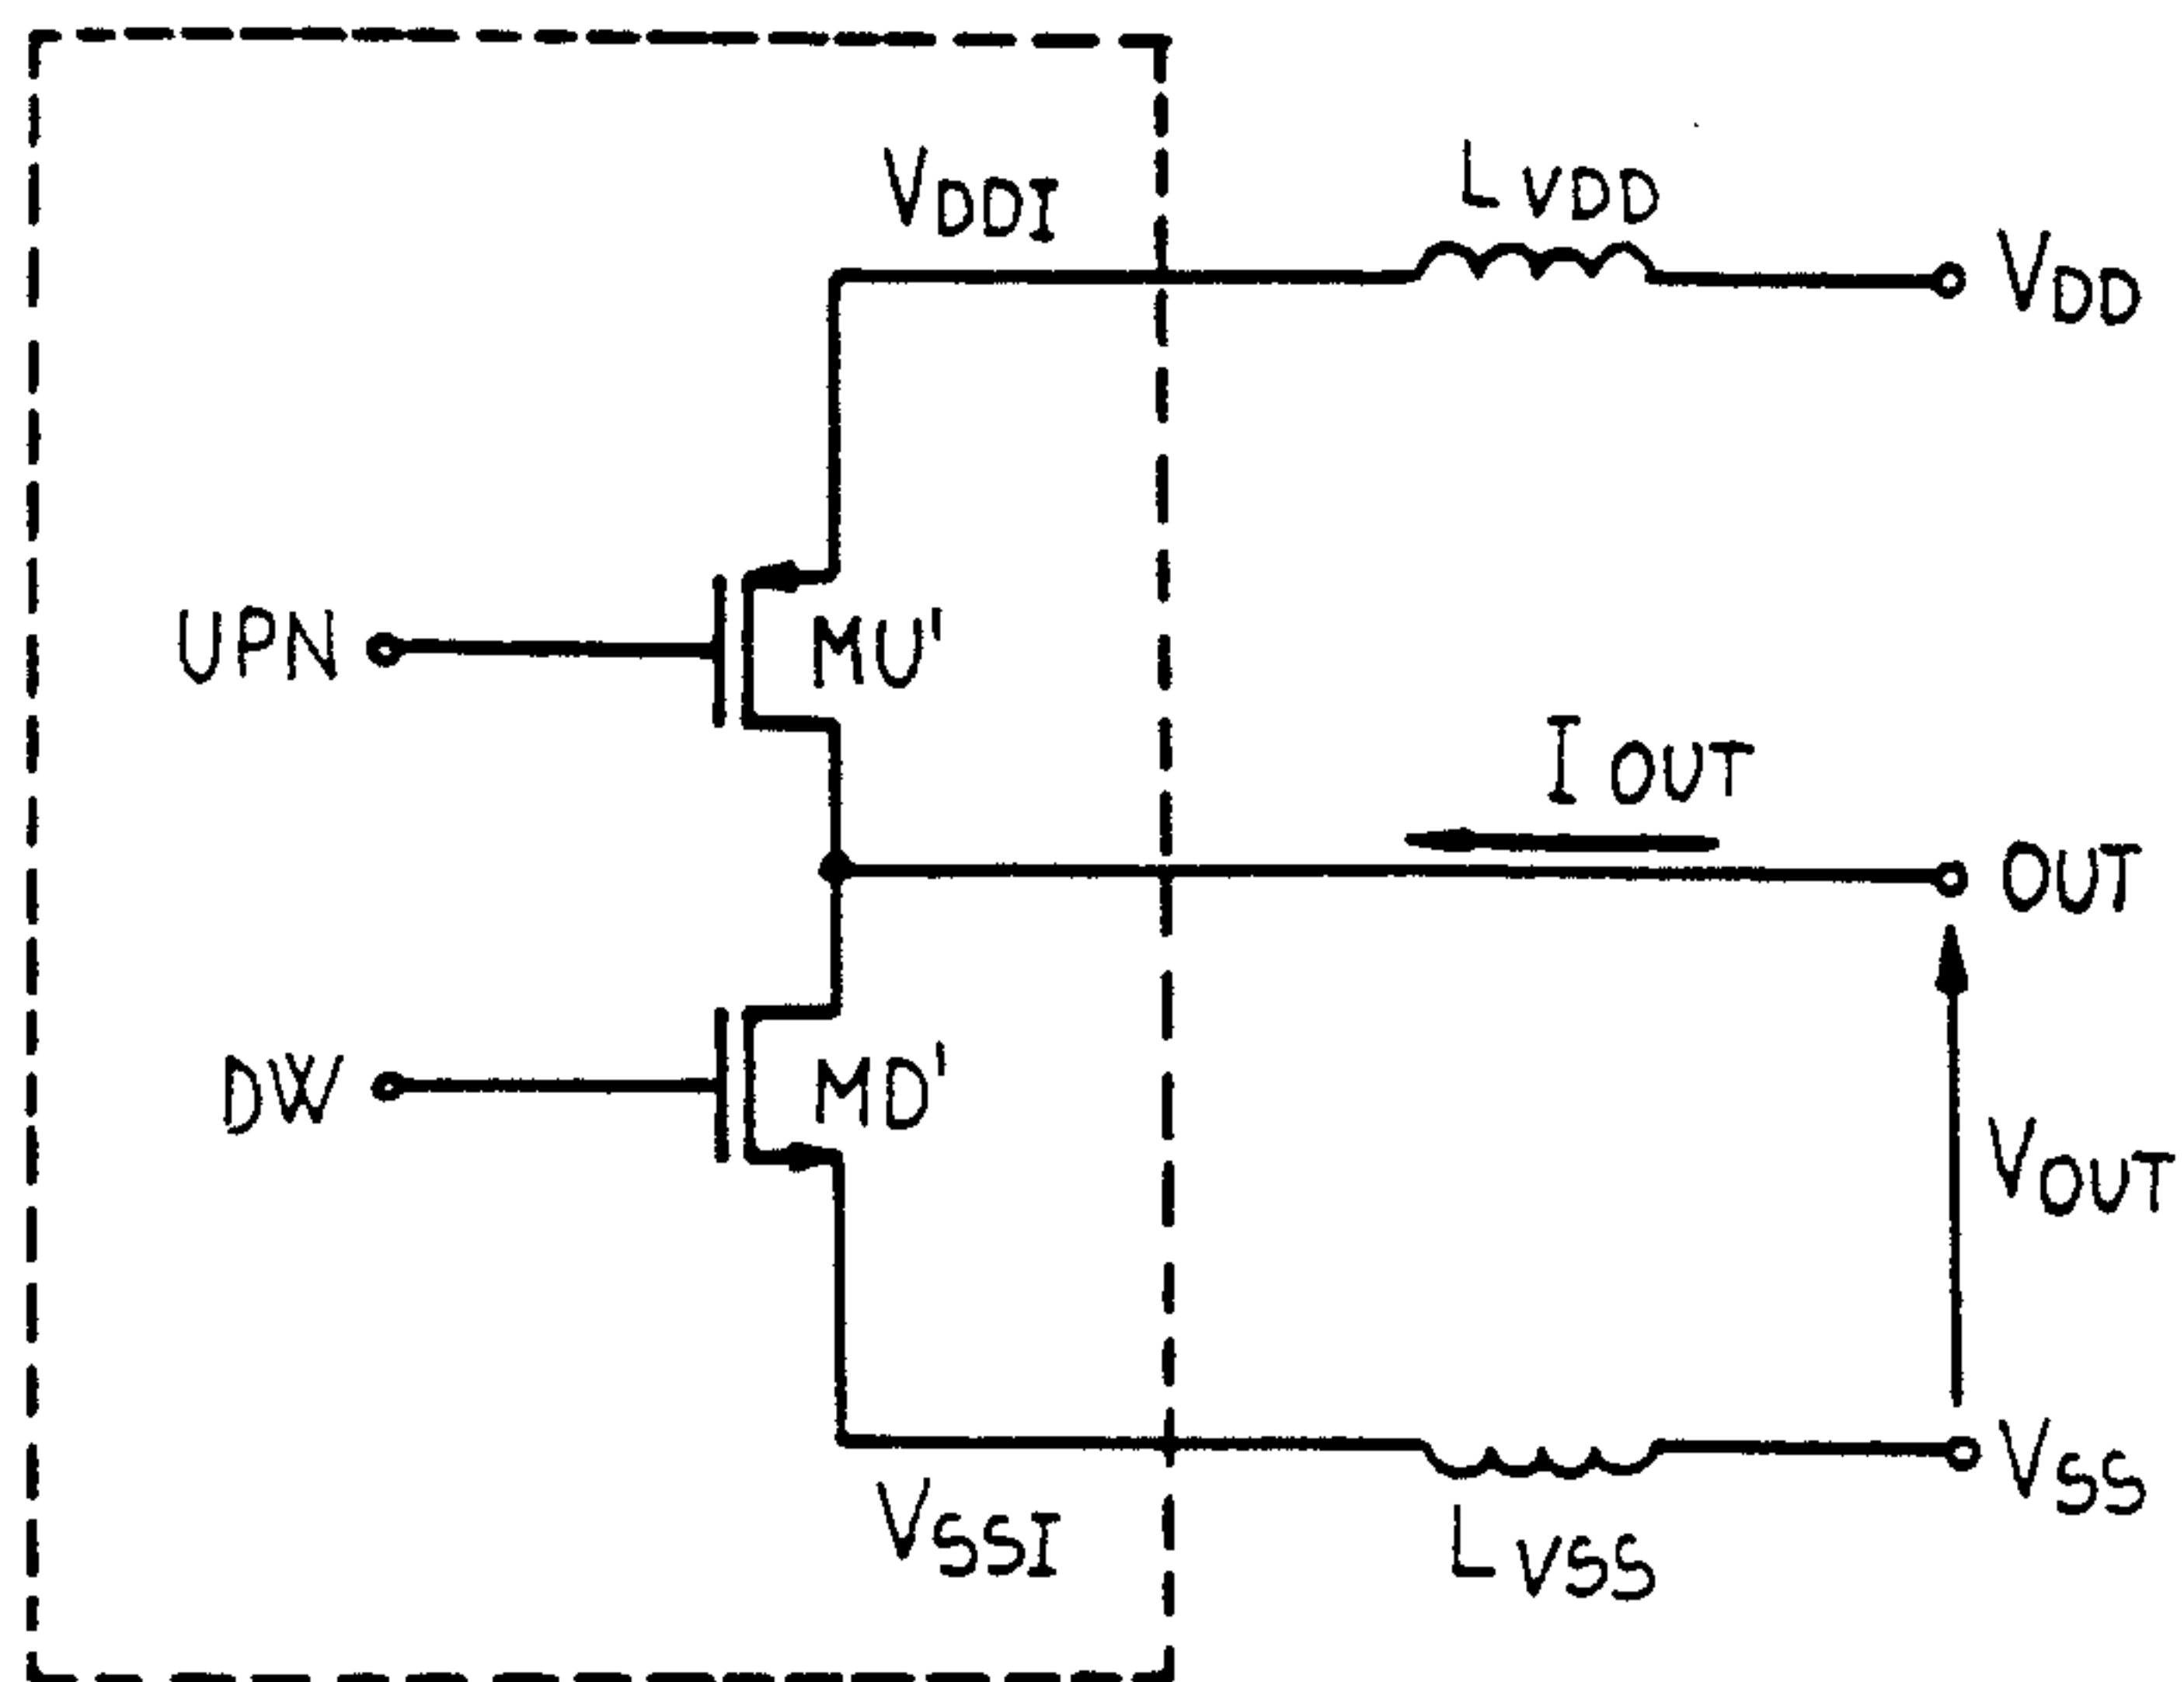 VDDI
LVDD
VDD
UPN
MU'
IOUT
OUT
DW
MD'
VOUT
VSS
VSSI
LVSS